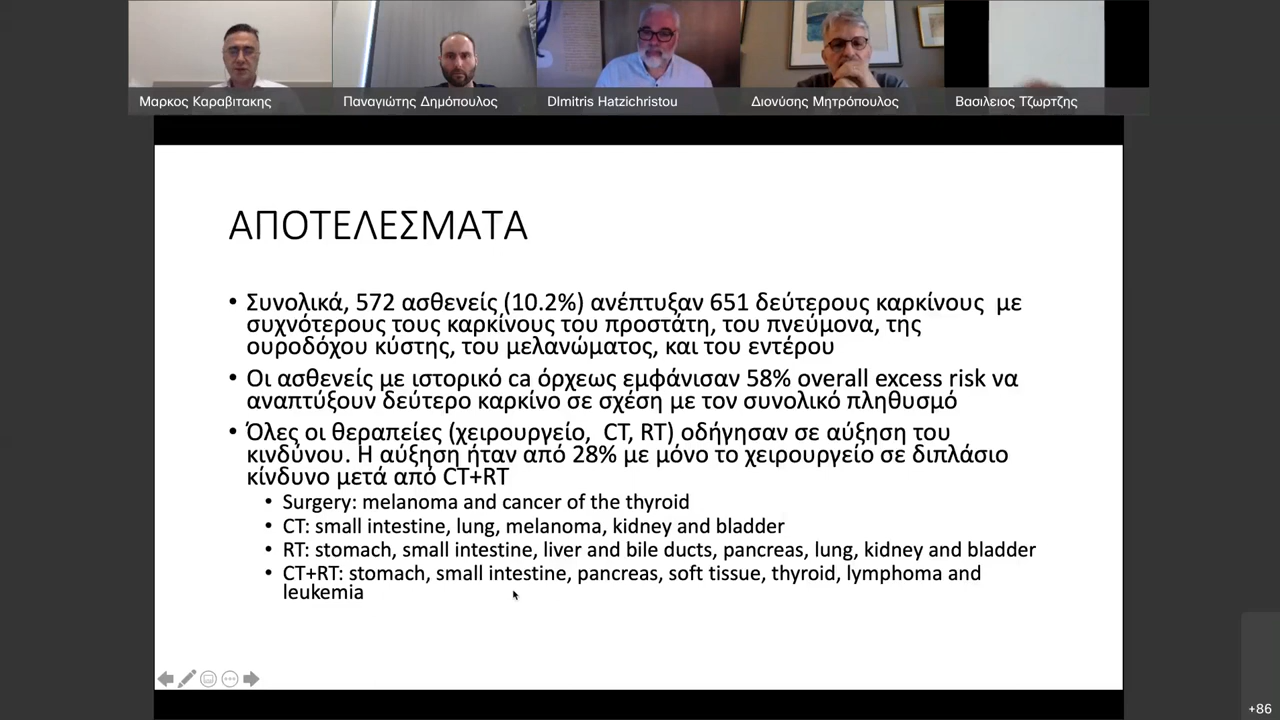 Μαρκος Καραβιτακης
Παναγιώτης Δημόπουλος
DImitris Hatzichristou
Διονύσης Μητρόπουλος
Βασιλειος Τζωρτζης
ΑΠΟΤΕΛΕΣΜΑΤΑ
• Συνολικά, 572 ασθενείς (10.2%) ανέπτυξαν 651 δεύτερους καρκίνους με
συχνότερους τους καρκίνους του προστάτη, του πνεύμονα, της
ουροδόχου κύστης, του μελανώματος, και του εντέρου
• Οι ασθενείς με ιστορικό ca όρχεως εμφάνισαν 58% overall excess risk να
αναπτύξουν δεύτερο καρκίνο σε σχέση με τον συνολικό πληθυσμό
• Όλες οι θεραπείες (χειρουργείο, CT, RT) οδήγησαν σε αύξηση του
κινδύνου. Η αύξηση ήταν από 28% με μόνο το χειρουργείο σε διπλάσιο
κίνδυνο μετά από CT+RT
• Surgery: melanoma and cancer of the thyroid
• CT: small intestine, lung, melanoma, kidney and bladder
• RT: stomach, small intestine, liver and bile ducts, pancreas, lung, kidney and bladder
• CT+RT: stomach, small intestine, pancreas, soft tissue, thyroid, lymphoma and
leukemia
+86